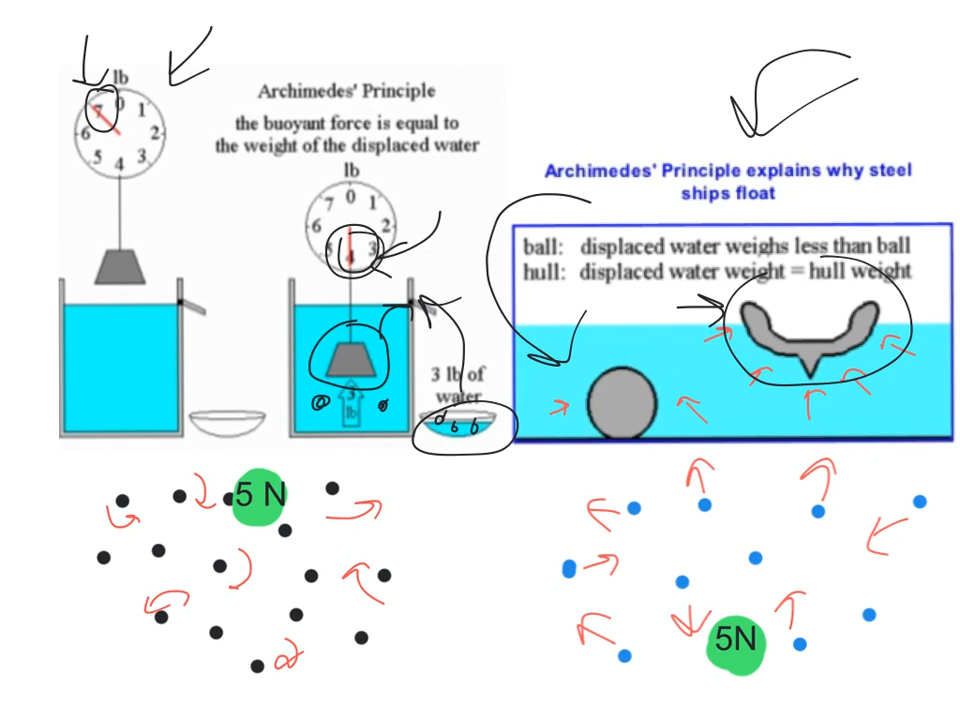 lb
7 0 1
6 2
5 4 3
Archimedes' Principle
the buoyant force is equal to
the weight of the displaced water
lb
7 0 1
6 2
5 4 3
3
lb
3 lb of
water
Archimedes' Principle explains why steel
ships float
ball: displaced water weighs less than ball
hull: displaced water weight = hull weight
5 N
5N